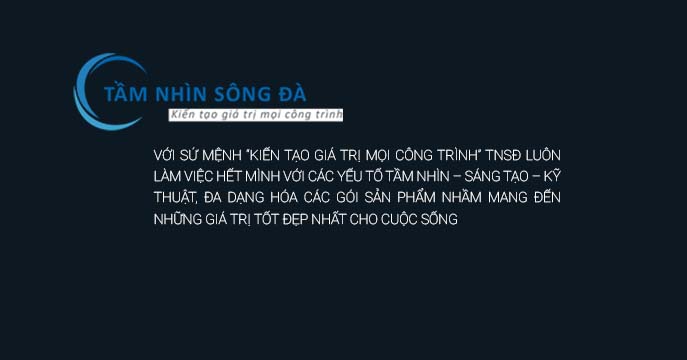 TẦM NHÌN SÔNG ĐÀ
Kiến tạo giá trị mọi công trình
VỚI SỨ MỆNH "KIẾN TẠO GIÁ TRỊ MỌI CÔNG TRÌNH" TNSĐ LUÔN
LÀM VIỆC HẾT MÌNH VỚI CÁC YẾU TỐ TẦM NHÌN – SÁNG TẠO – KỸ
THUẬT, ĐA DẠNG HÓA CÁC GÓI SẢN PHẨM NHẰM MANG ĐẾN
NHỮNG GIÁ TRỊ TỐT ĐẸP NHẤT CHO CUỘC SỐNG